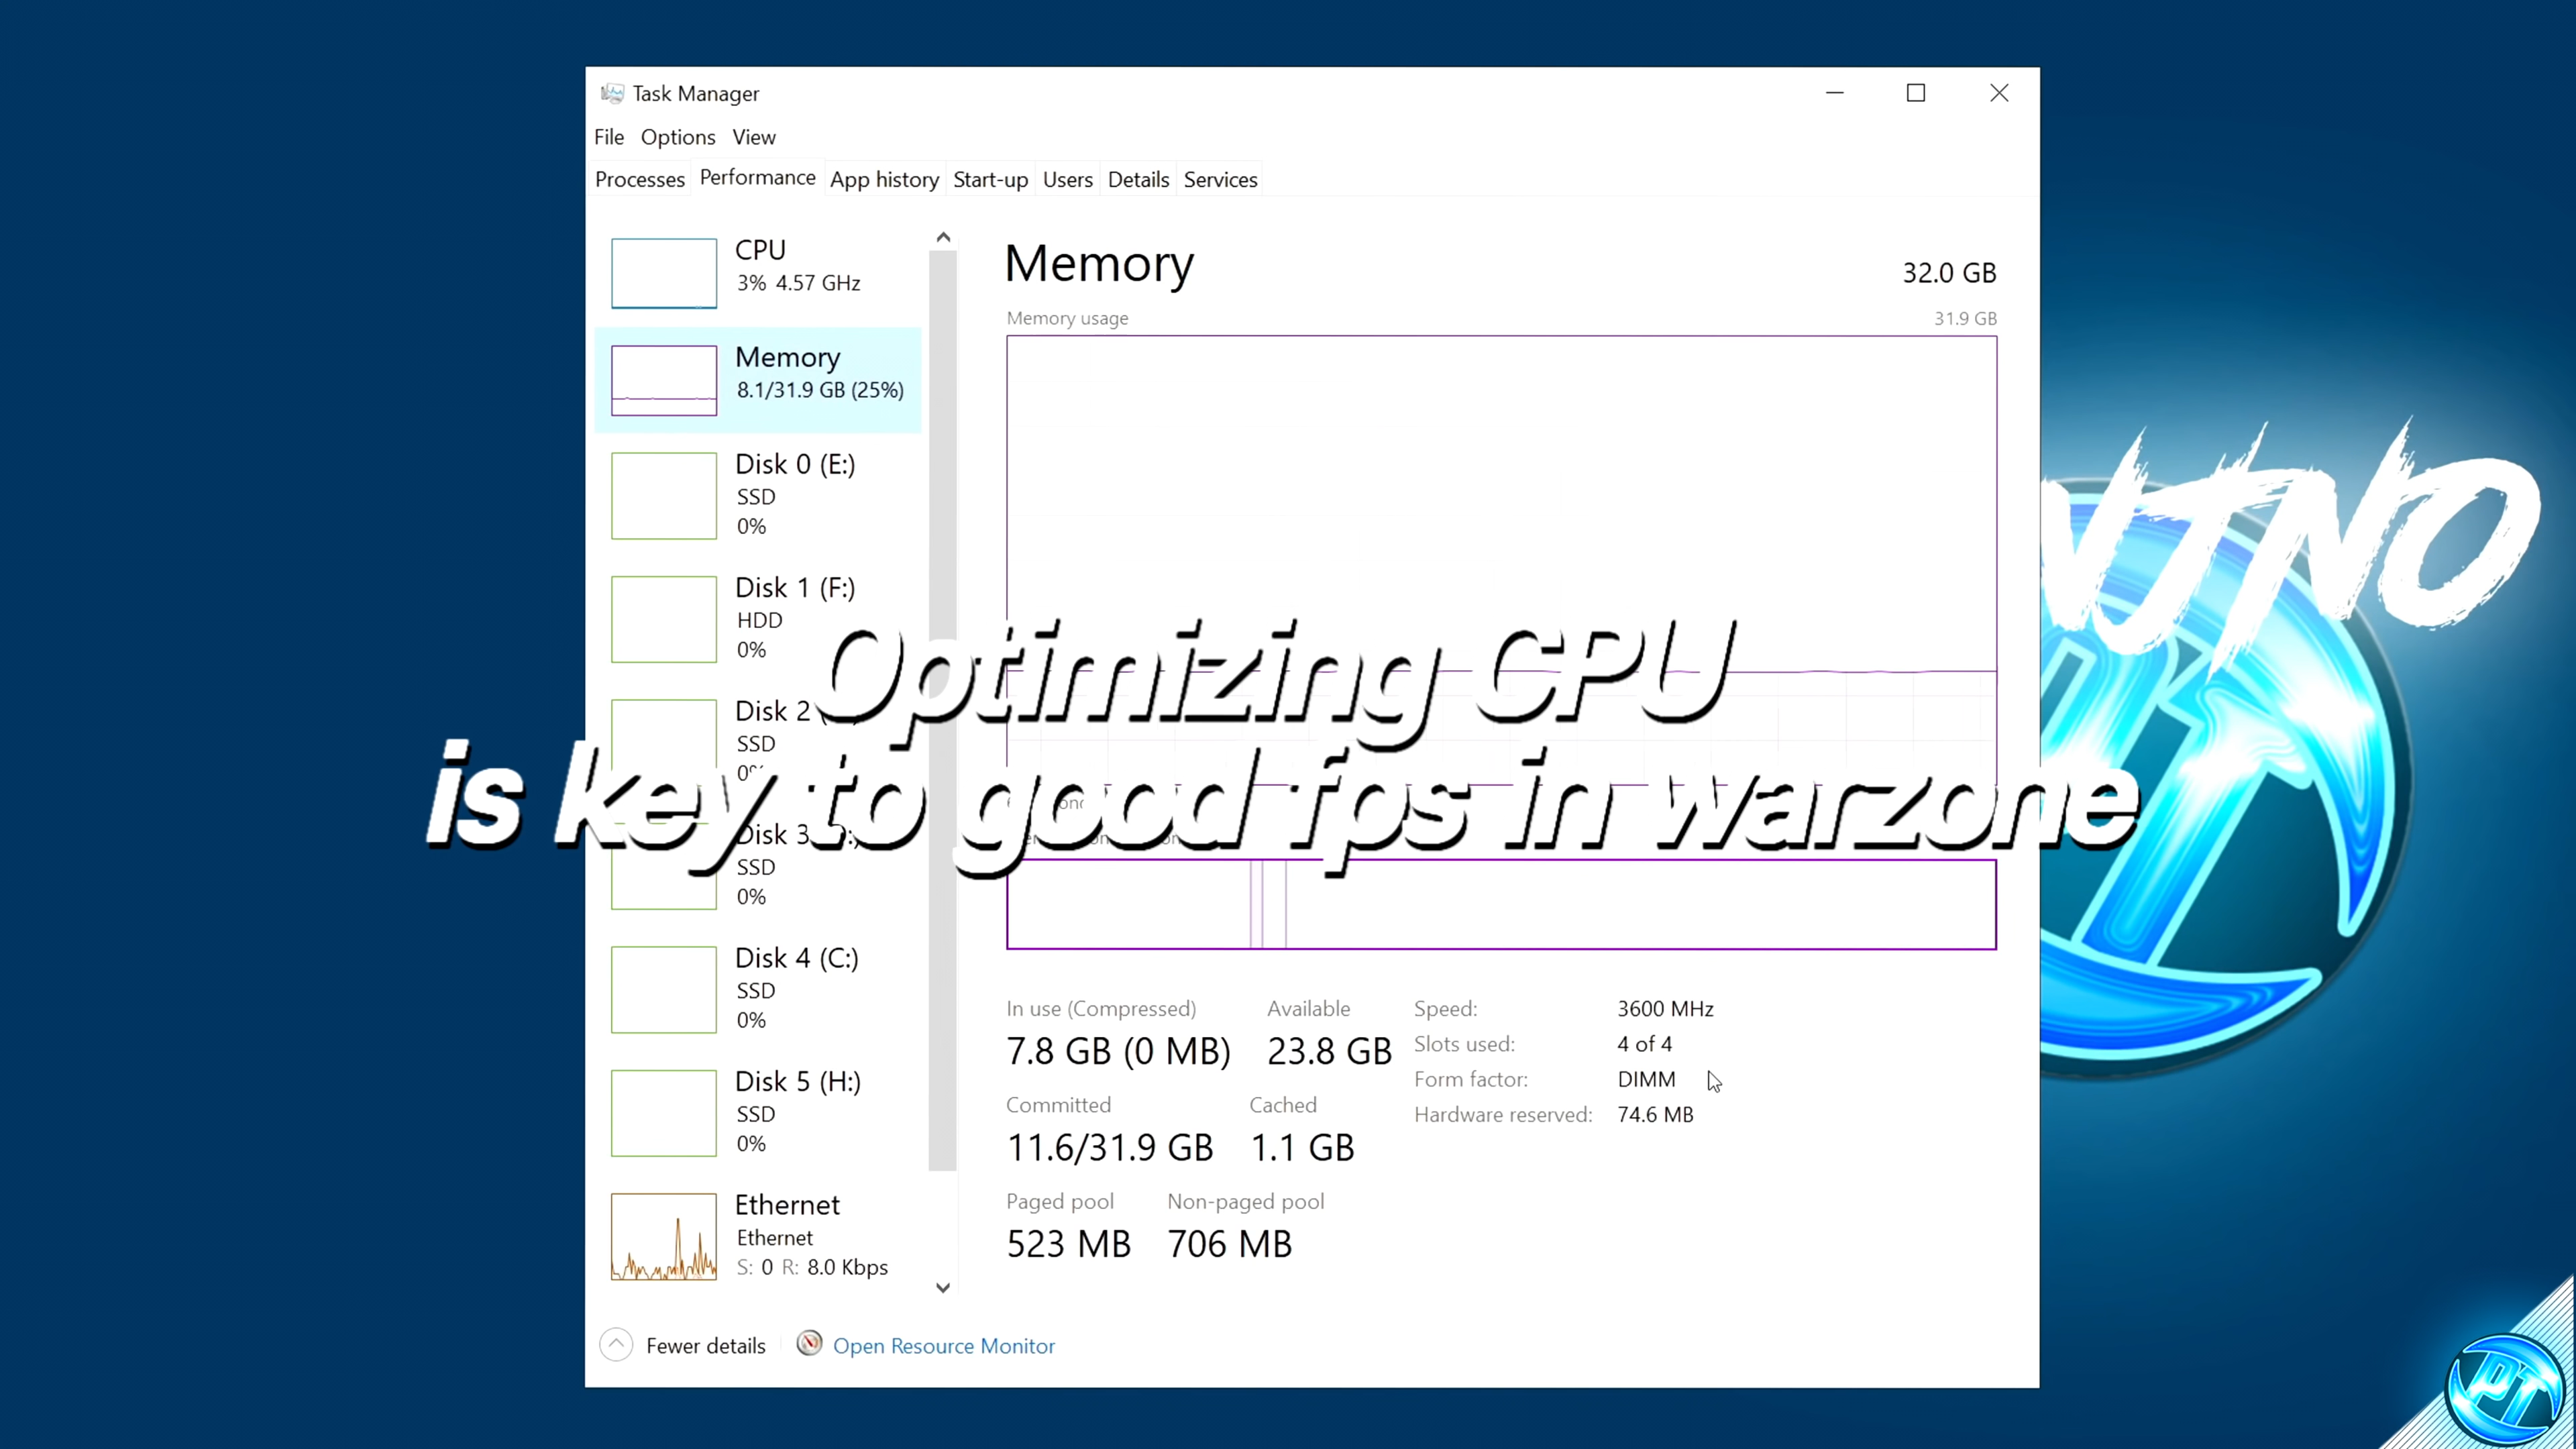 Task Manager
File Options View
Processes Performance App history Start-up Users Details Services
CPU
3% 4.57 GHz
Memory
8.1/31.9 GB (25%)
Disk 0 (E:)
SSD
0%
Disk 1 (F:)
HDD
0%
Disk 2
SSD
Disk 3
SSD
0%
Disk 4 (C:)
SSD
0%
Disk 5 (H:)
SSD
0%
Ethernet
Ethernet
S: 0 R: 8.0 Kbps
Memory 32.0 GB
Memory usage 31.9 GB
Optimizing CPU
is key to good fps in warzone
In use (Compressed) Available
7.8 GB (0 MB) 23.8 GB
Committed Cached
11.6/31.9 GB 1.1 GB
Paged pool Non-paged pool
523 MB 706 MB
Speed: 3600 MHz
Slots used: 4 of 4
Form factor: DIMM
Hardware reserved: 74.6 MB
Fewer details Open Resource Monitor
PT